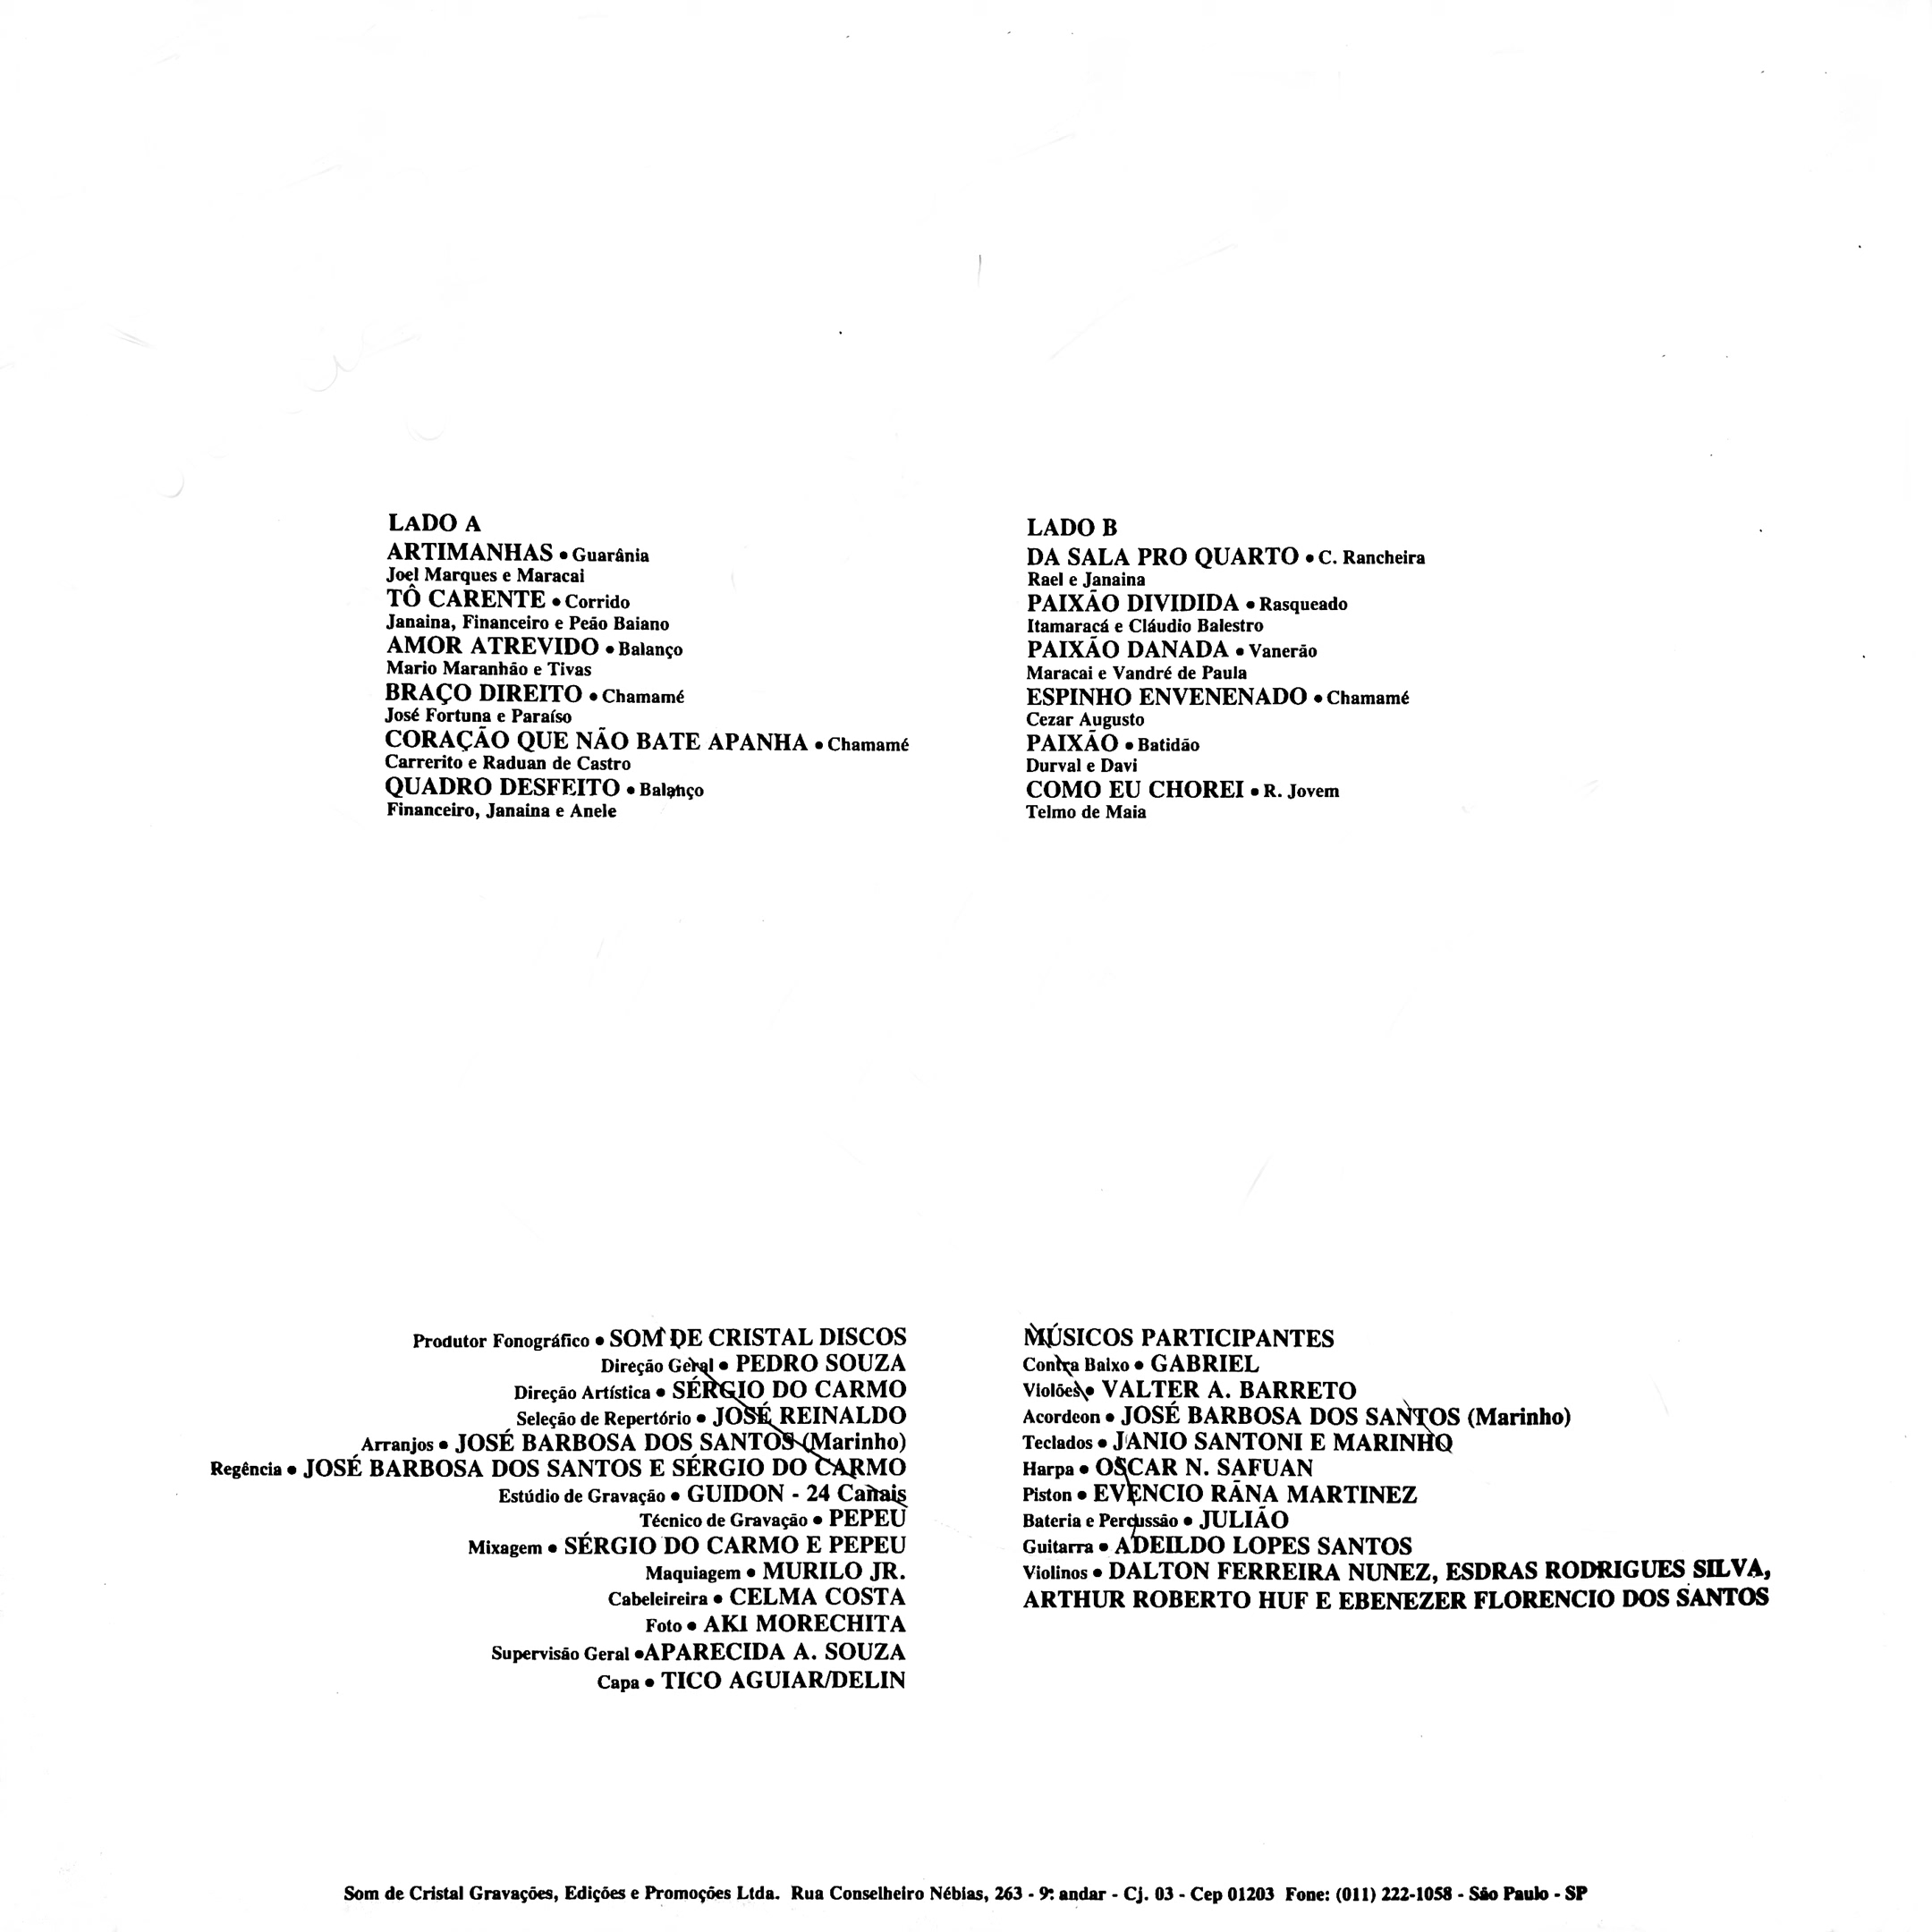 LADO A
ARTIMANHAS • Guarânia
Joel Marques e Maracai
TÔ CARENTE • Corrido
Janaina, Financeiro e Peão Baiano
AMOR ATREVIDO • Balanço
Mario Maranhão e Tivas
BRAÇO DIREITO • Chamamé
José Fortuna e Paraíso
CORAÇÃO QUE NÃO BATE APANHA • Chamamé
Carrerito e Raduan de Castro
QUADRO DESFEITO • Balanço
Financeiro, Janaina e Anele
LADO B
DA SALA PRO QUARTO • C. Rancheira
Rael e Janaina
PAIXÃO DIVIDIDA • Rasqueado
Itamaracá e Cláudio Balestro
PAIXÃO DANADA • Vanerão
Maracai e Vandré de Paula
ESPINHO ENVENENADO • Chamamé
Cezar Augusto
PAIXÃO • Batidão
Durval e Davi
COMO EU CHOREI • R. Jovem
Telmo de Maia
Produtor Fonográfico • SOM DE CRISTAL DISCOS
Direção Geral • PEDRO SOUZA
Direção Artística • SÉRGIO DO CARMO
Seleção de Repertório • JOSÉ REINALDO
Arranjos • JOSÉ BARBOSA DOS SANTOS (Marinho)
Regência • JOSÉ BARBOSA DOS SANTOS E SÉRGIO DO CARMO
Estúdio de Gravação • GUIDON - 24 Canais
Técnico de Gravação • PEPEU
Mixagem • SÉRGIO DO CARMO E PEPEU
Maquiagem • MURILO JR.
Cabeleireira • CELMA COSTA
Foto • AKI MORECHITA
Supervisão Geral •APARECIDA A. SOUZA
Capa • TICO AGUIAR/DELIN
MÚSICOS PARTICIPANTES
Contra Baixo • GABRIEL
Violões • VALTER A. BARRETO
Acordeon • JOSÉ BARBOSA DOS SANTOS (Marinho)
Teclados • JANIO SANTONI E MARINHO
Harpa • OSCAR N. SAFUAN
Piston • EVENCIO RÃNA MARTINEZ
Bateria e Percussão • JULIÃO
Guitarra • ADEILDO LOPES SANTOS
Violinos • DALTON FERREIRA NUNEZ, ESDRAS RODRIGUES SILVA,
ARTHUR ROBERTO HUF E EBENEZER FLORENCIO DOS SANTOS
Som de Cristal Gravações, Edições e Promoções Ltda. Rua Conselheiro Nébias, 263 - 9º andar - Cj. 03 - Cep 01203 Fone: (011) 222-1058 - São Paulo - SP